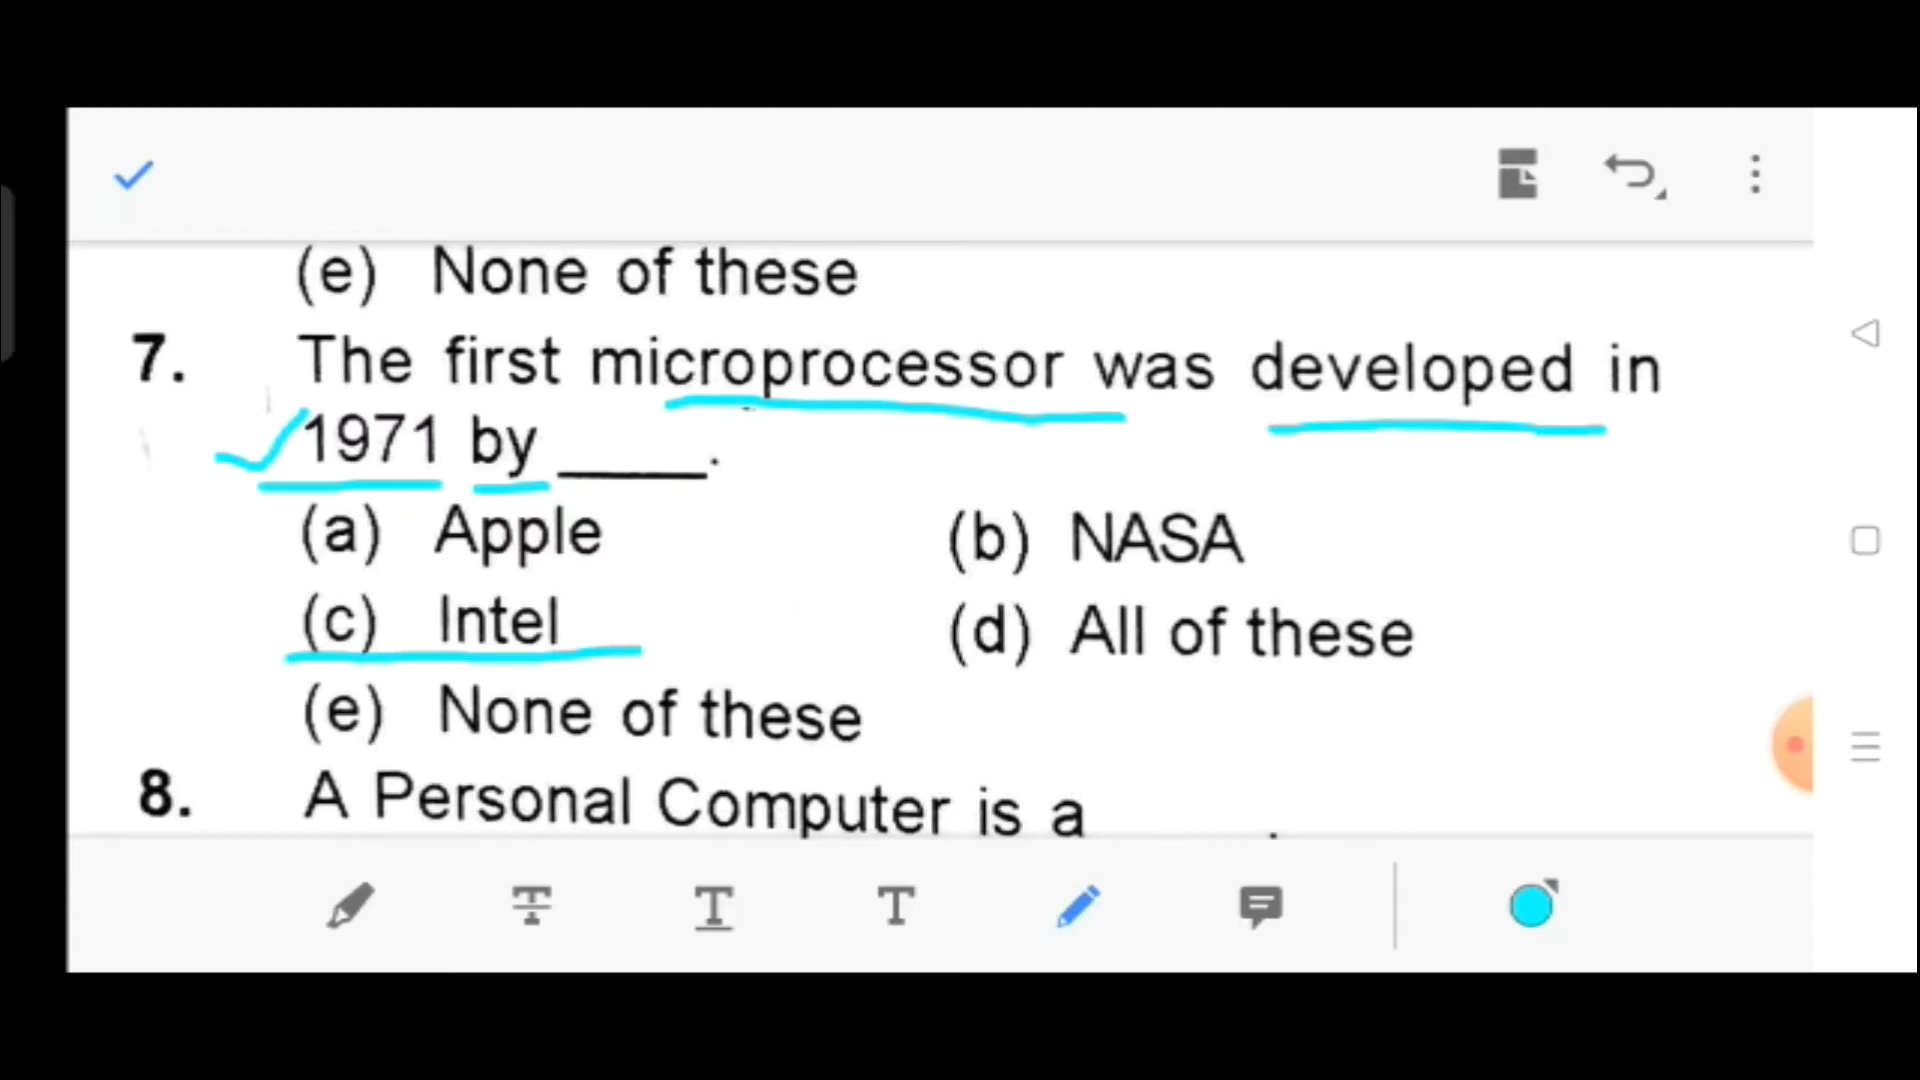 (e) None of these
7. The first microprocessor was developed in
1971 by _____.
(a) Apple (b) NASA
(c) Intel (d) All of these
(e) None of these
8. A Personal Computer is a .